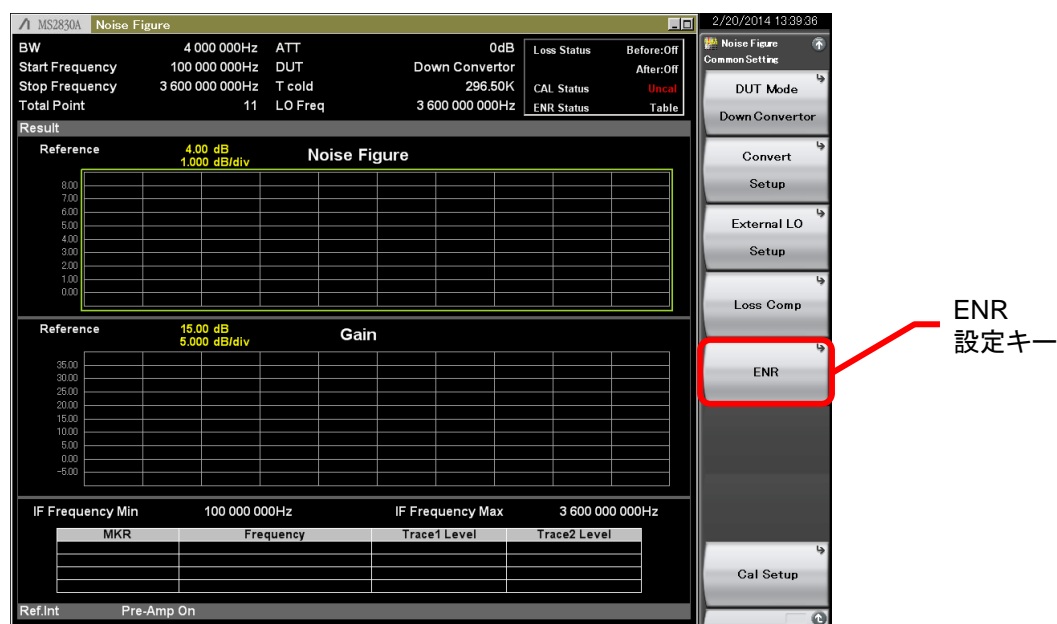 MS2830A Noise Figure
2/20/2014 13:39:36
BW 4 000 000Hz ATT 0dB
Start Frequency 100 000 000Hz DUT Down Convertor
Stop Frequency 3 600 000 000Hz T cold 296.50K
Total Point 11 LO Freq 3 600 000 000Hz
Loss Status Before:Off
After:Off
CAL Status Uncal
ENR Status Table
Result
Reference 4.00 dB
1.000 dB/div
Noise Figure
8.00
7.00
6.00
5.00
4.00
3.00
2.00
1.00
0.00
Reference 15.00 dB
5.000 dB/div
Gain
35.00
30.00
25.00
20.00
15.00
10.00
5.00
0.00
-5.00
IF Frequency Min 100 000 000Hz IF Frequency Max 3 600 000 000Hz
MKR Frequency Trace1 Level Trace2 Level
Ref.Int Pre-Amp On
Noise Figure
Common Setting
DUT Mode
Down Convertor
Convert
Setup
External LO
Setup
Loss Comp
ENR
Cal Setup
ENR
設定キー